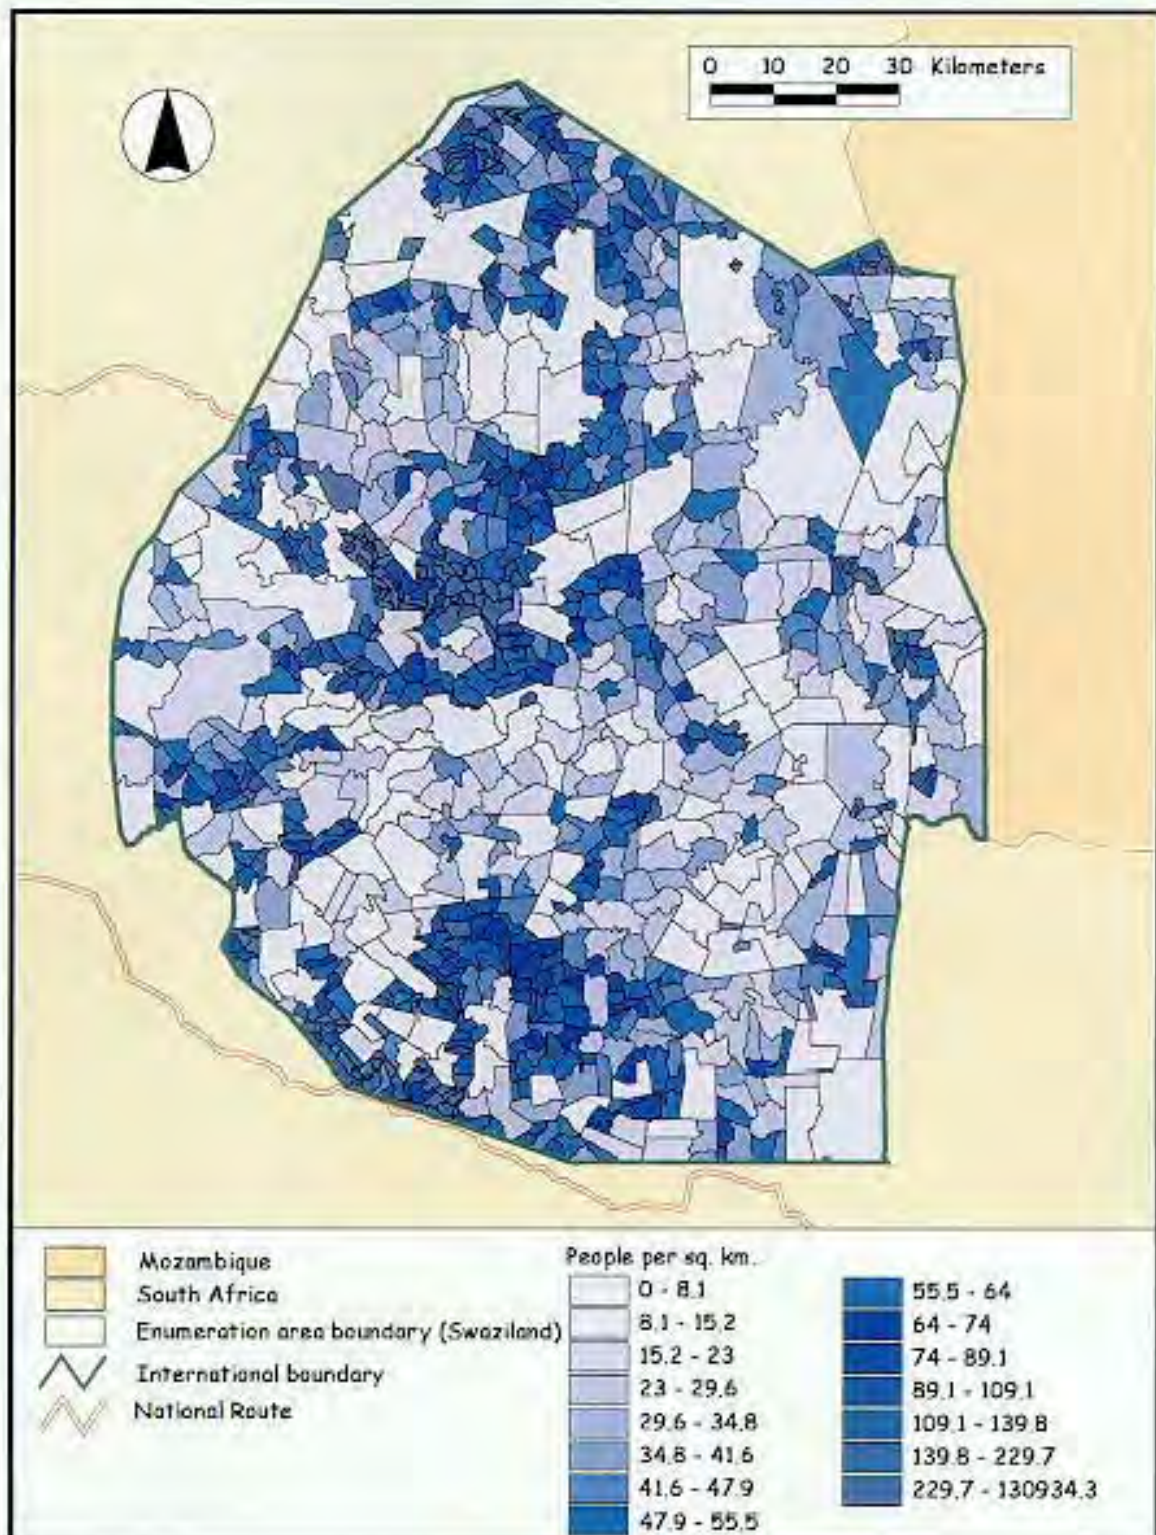 0 10 20 30 Kilometers
Mozambique
South Africa
Enumeration area boundary (Swaziland)
International boundary
National Route
People per sq. km.
0 - 8.1
8.1 - 15.2
15.2 - 23
23 - 29.6
29.6 - 34.8
34.8 - 41.6
41.6 - 47.9
47.9 - 55.5
55.5 - 64
64 - 74
74 - 89.1
89.1 - 109.1
109.1 - 139.8
139.8 - 229.7
229.7 - 130934.3